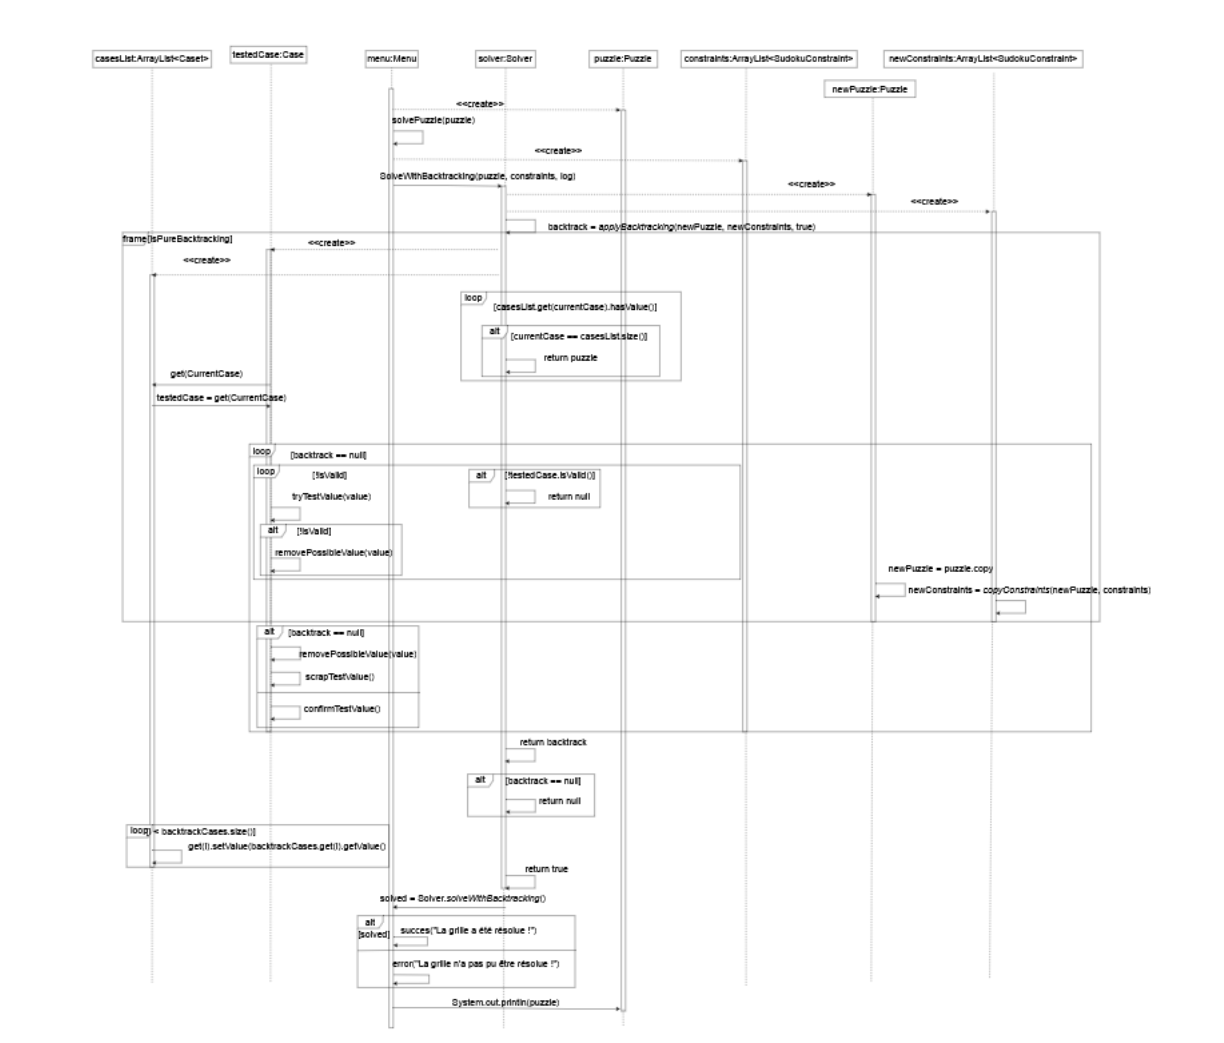 casesList:ArrayList<Caset>
testedCase:Case
menu:Menu
solver:Solver
puzzle:Puzzle
constraints:ArrayList<SudokuConstraint>
newConstraints:ArrayList<SudokuConstraint>
newPuzzle:Puzzle
<<create>>
solvePuzzle(puzzle)
<<create>>
SolveWithBacktracking(puzzle, constraints, log)
<<create>>
<<create>>
backtrack = applyBacktracking(newPuzzle, newConstraints, true)
frame[isPureBacktracking]
<<create>>
<<create>>
loop
[casesList.get(currentCase).hasValue()]
alt
[currentCase == casesList.size()]
return puzzle
get(CurrentCase)
testedCase = get(CurrentCase)
loop
[backtrack == null]
loop
[!isValid]
alt
[!testedCase.isValid()]
tryTestValue(value)
return null
alt
[!isValid]
removePossibleValue(value)
newPuzzle = puzzle.copy
newConstraints = copyConstraints(newPuzzle, constraints)
alt
[backtrack == null]
removePossibleValue(value)
scrapTestValue()
confirmTestValue()
return backtrack
alt
[backtrack == null]
return null
loop
< backtrackCases.size()]
get(i).setValue(backtrackCases.get(i).getValue()
return true
solved = Solver.solveWithBacktracking()
alt
[solved]
succes("La grille a été résolue !")
error("La grille n'a pas pu être résolue !")
System.out.println(puzzle)